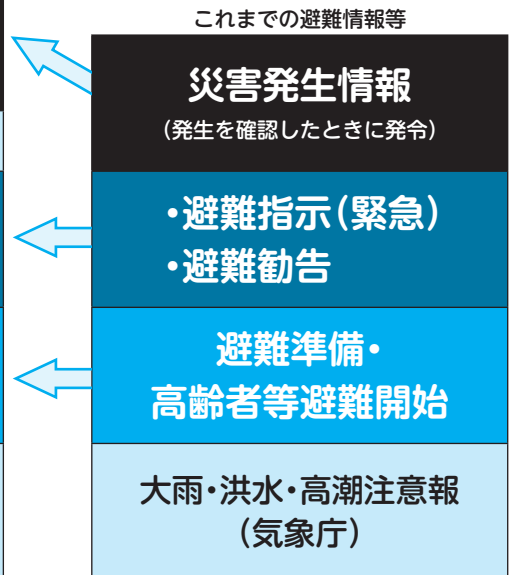 これまでの避難情報等
災害発生情報
(発生を確認したときに発令)
・避難指示(緊急)
・避難勧告
避難準備・
高齢者等避難開始
大雨・洪水・高潮注意報
(気象庁)